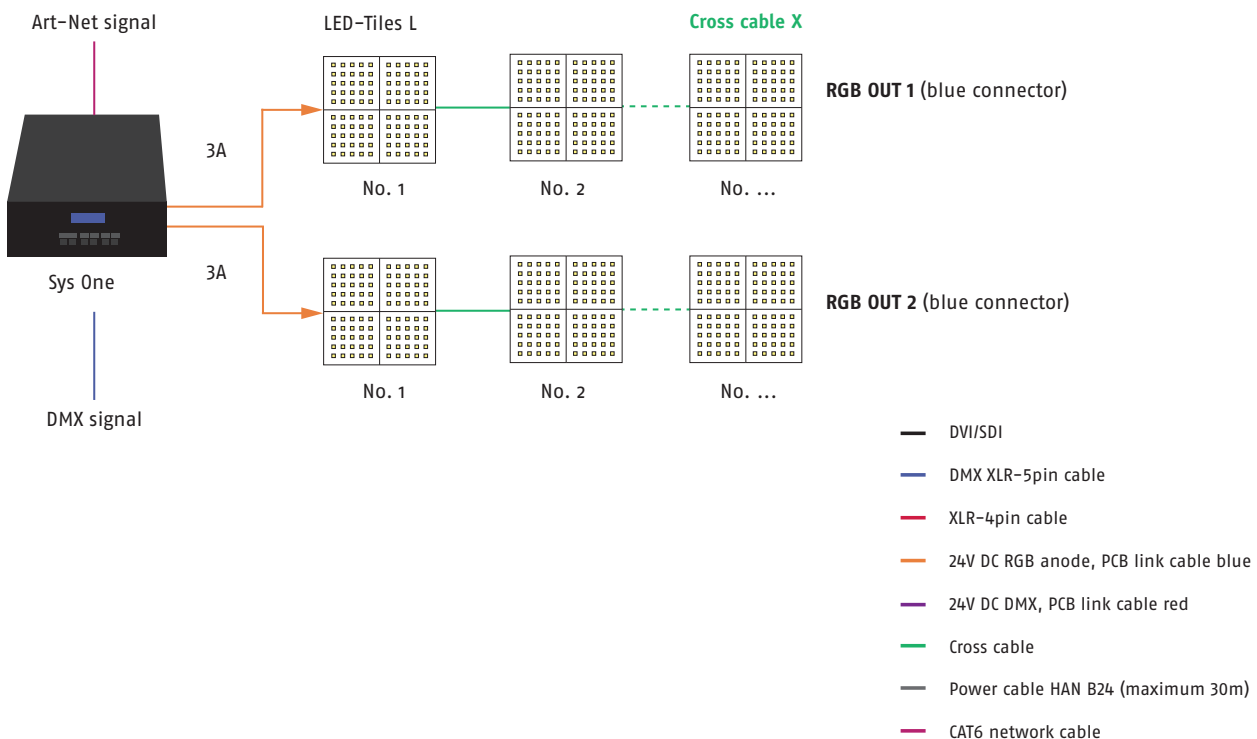 Art-Net signal
LED-Tiles L
Cross cable X
RGB OUT 1 (blue connector)
3A
No. 1
No. 2
No. ...
Sys One
3A
RGB OUT 2 (blue connector)
No. 1
No. 2
No. ...
DMX signal
DVI/SDI
DMX XLR-5pin cable
XLR-4pin cable
24V DC RGB anode, PCB link cable blue
24V DC DMX, PCB link cable red
Cross cable
Power cable HAN B24 (maximum 30m)
CAT6 network cable